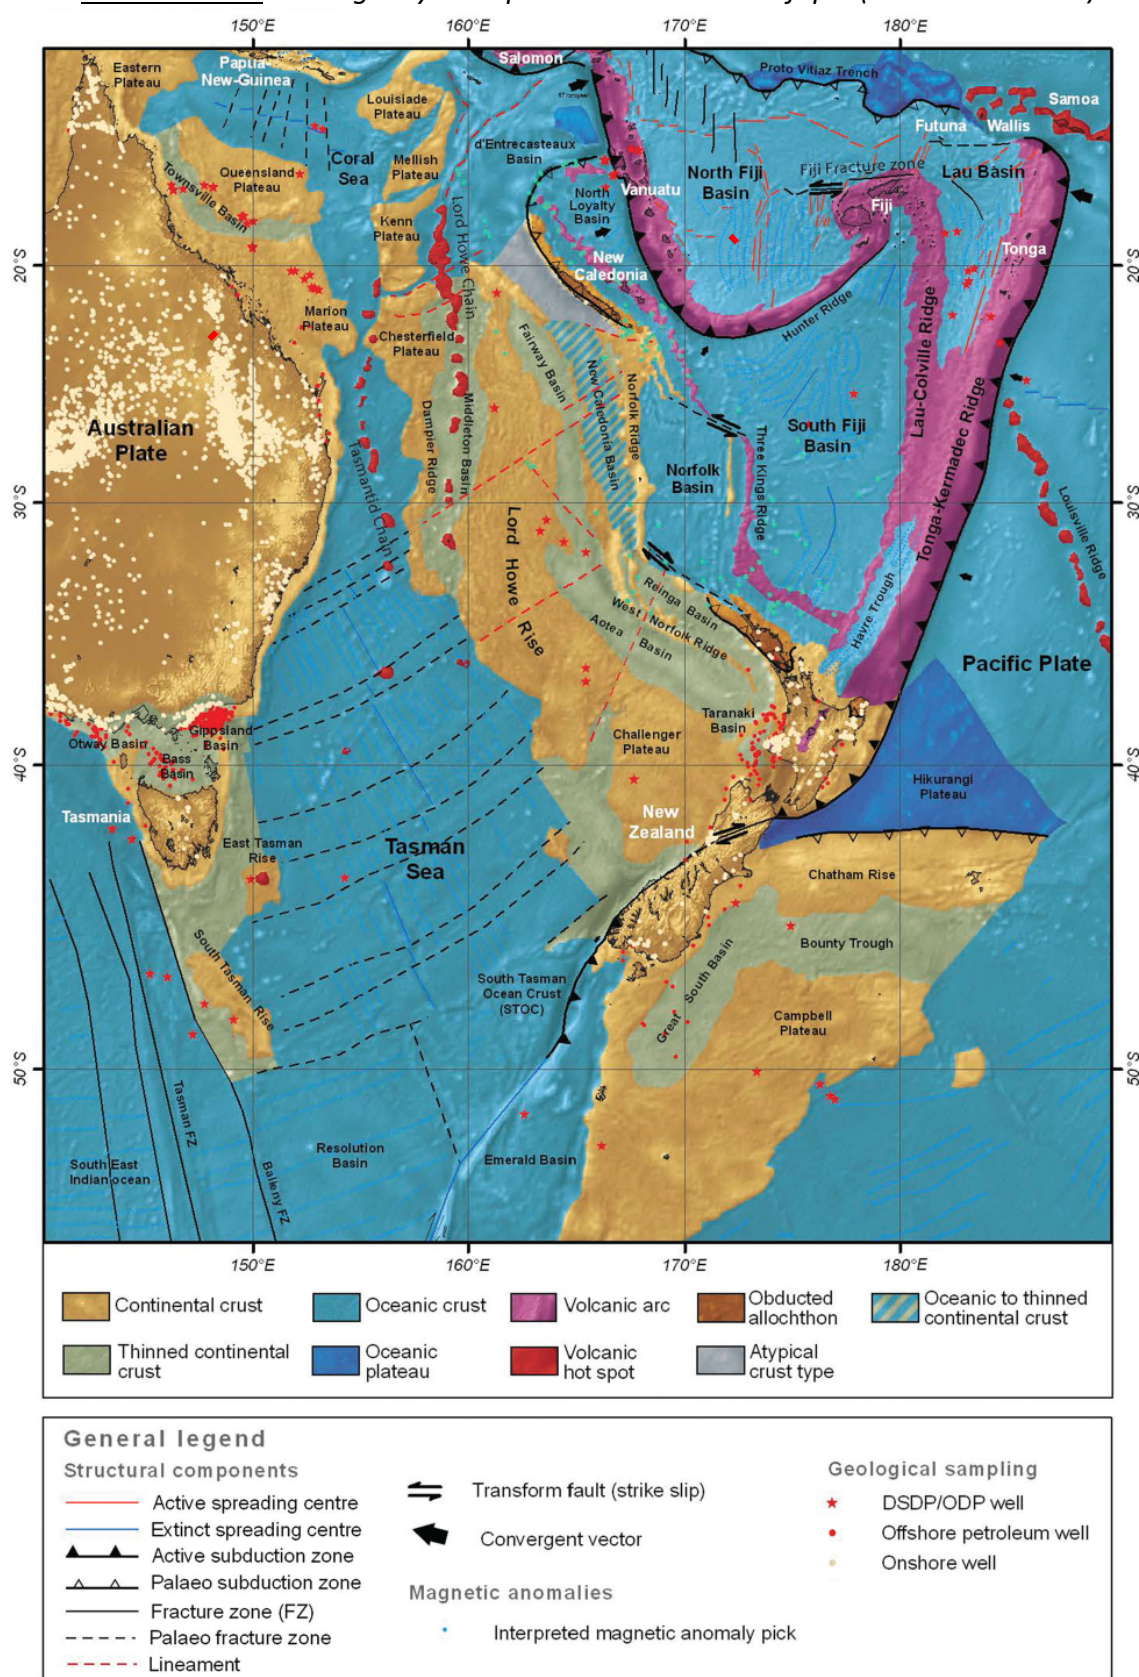 150°E
160°E
170°E
180°E
Eastern
Plateau
Papua-
New-Guinea
Salomon
Louisiade
Plateau
Proto Vitiaz Trench
Samoa
Futuna
Wallis
Coral
Sea
d'Entrecasteaux
Basin
Mellish
Plateau
Queensland
Plateau
Townsville Basin
North Fiji
Basin
Fiji Fracture zone
Lau Basin
Vanuatu
North
Loyalty
Basin
Fiji
Kenn
Plateau
Lord Howe Chain
Tonga
20°S
New
Caledonia
20°S
Marion
Plateau
Hunter Ridge
Chesterfield
Plateau
Fairway Basin
Lau-Colville Ridge
New Caledonia Basin
Norfolk Ridge
Australian
Plate
Dampier Ridge
Middleton Basin
South Fiji
Basin
Tonga-Kermadec Ridge
Tasmantid Chain
Norfolk
Basin
Three Kings Ridge
30°S
30°S
Louisville Ridge
Lord Howe Rise
Reinga Basin
West Norfolk Ridge
Aotea
Basin
Havre Trough
Pacific Plate
Taranaki
Basin
Gippsland
Basin
Otway Basin
Bass
Basin
Challenger
Plateau
40°S
40°S
Hikurangi
Plateau
Tasmania
New
Zealand
East Tasman
Rise
Tasman
Sea
Chatham Rise
South Tasman Rise
Bounty Trough
South Tasman
Ocean Crust
(STOC)
Great South Basin
Campbell
Plateau
50°S
50°S
Tasman FZ
Resolution
Basin
Emerald Basin
South East
Indian ocean
Balleny FZ
150°E
160°E
170°E
180°E
Continental crust
Oceanic crust
Volcanic arc
Obducted
allochthon
Oceanic to thinned
continental crust
Thinned continental
crust
Oceanic
plateau
Volcanic
hot spot
Atypical
crust type
General legend
Structural components
Active spreading centre
Extinct spreading centre
Active subduction zone
Palaeo subduction zone
Fracture zone (FZ)
Palaeo fracture zone
Lineament
Transform fault (strike slip)
Convergent vector
Magnetic anomalies
Interpreted magnetic anomaly pick
Geological sampling
DSDP/ODP well
Offshore petroleum well
Onshore well